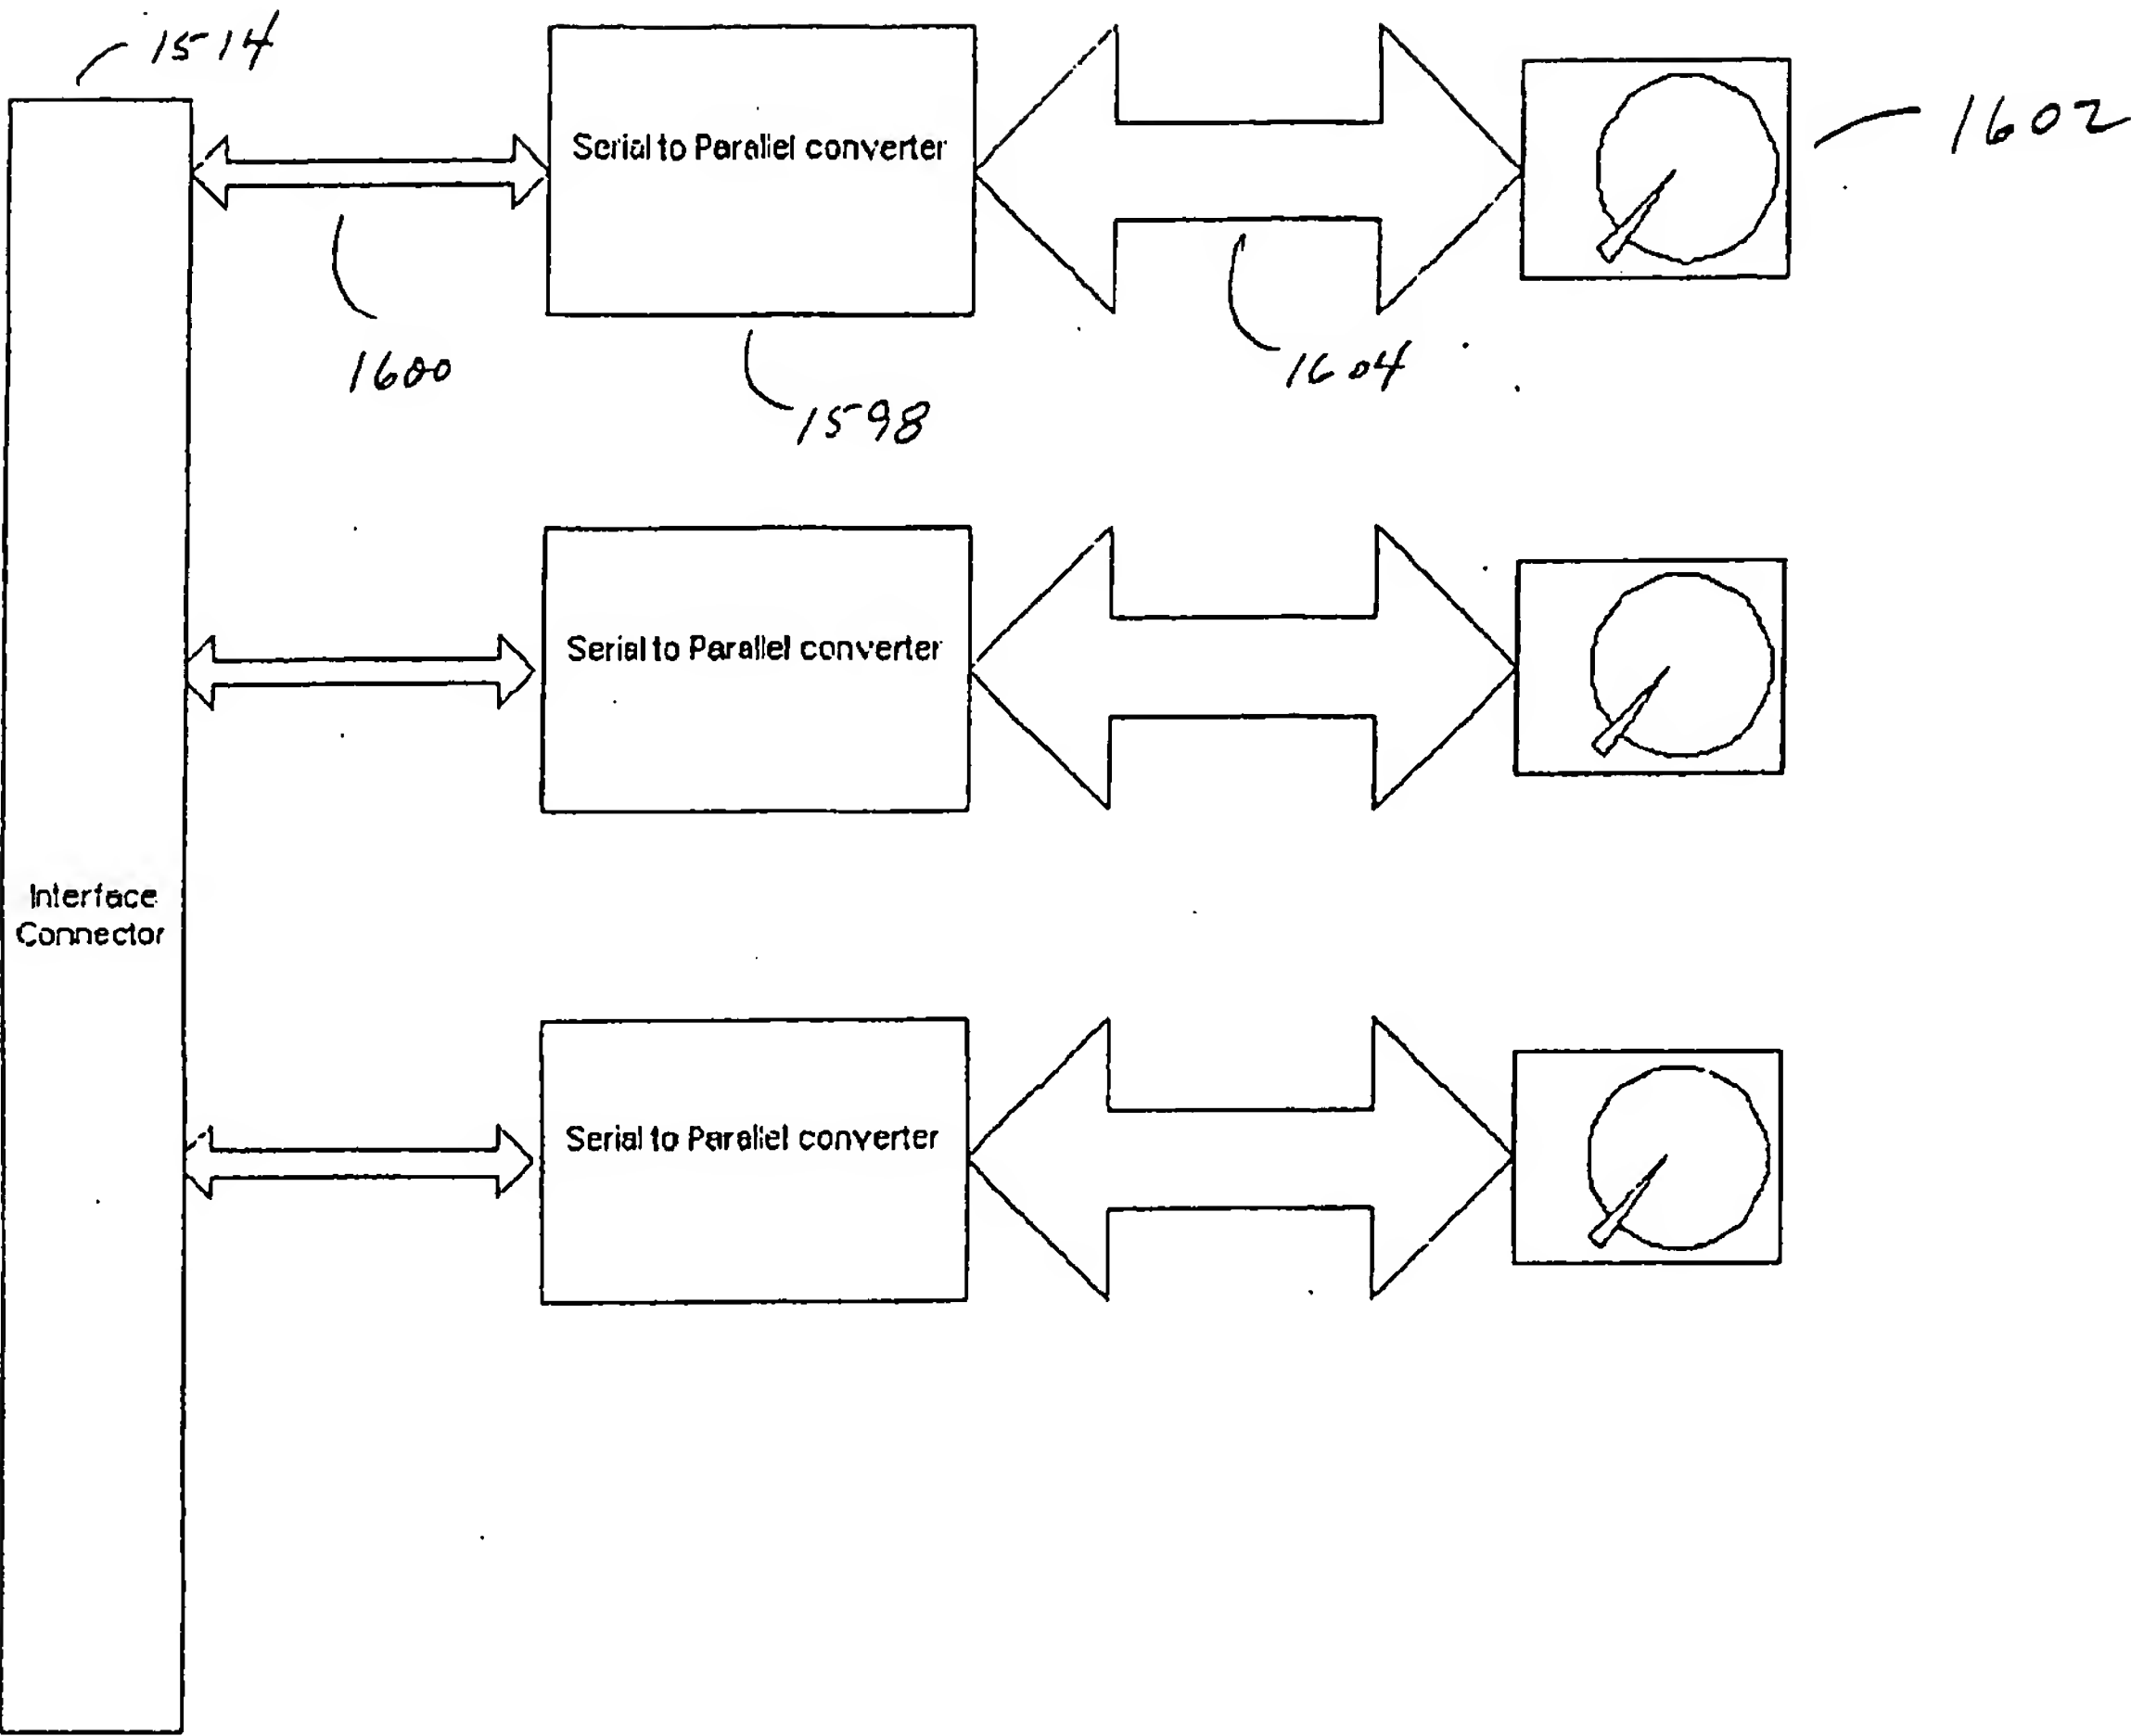 1514
Serial to Parallel converter
1602
1600
1604
1598
Serial to Parallel converter
Interface
Connector
Serial to Parallel converter